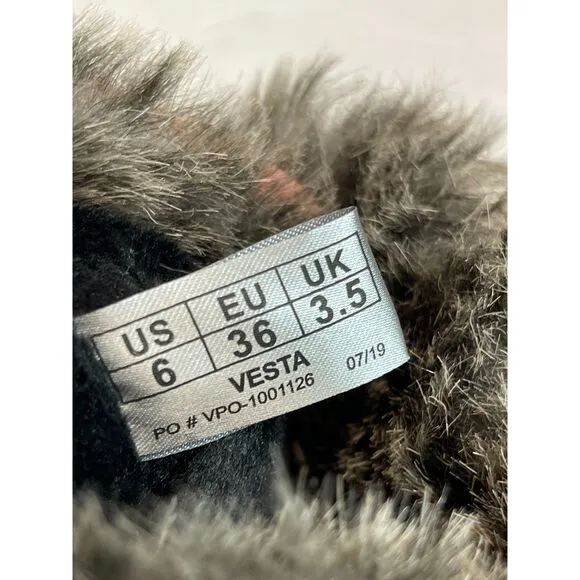 US EU UK
6 36 3.5
VESTA 07/19
PO # VPO-1001126